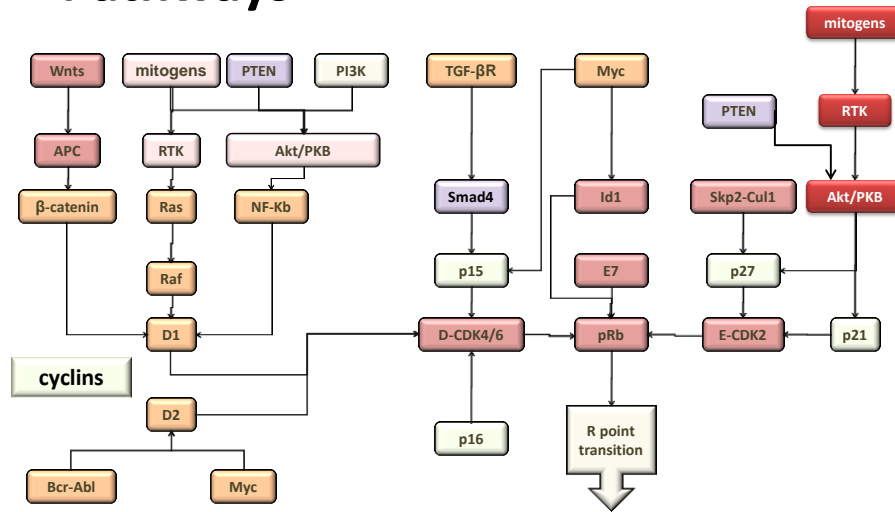 Pathways
mitogens
Wnts
mitogens
PTEN
PI3K
TGF-βR
Myc
PTEN
RTK
APC
RTK
Akt/PKB
β-catenin
Ras
NF-Kb
Smad4
Id1
Skp2-Cul1
Akt/PKB
Raf
p15
E7
p27
D1
D-CDK4/6
pRb
E-CDK2
p21
cyclins
D2
p16
R point
transition
Bcr-Abl
Myc